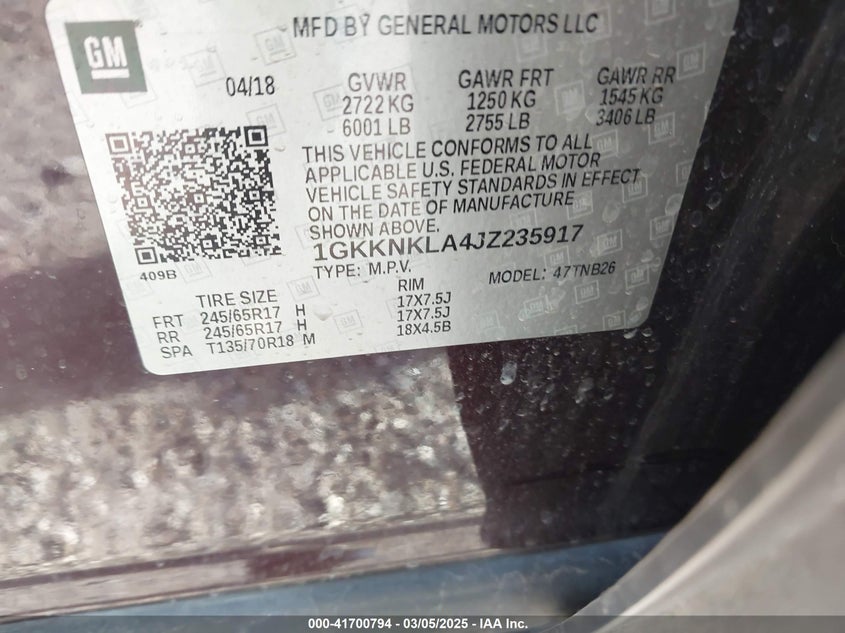 GM
MFD BY GENERAL MOTORS LLC
04/18
GVWR GAWR FRT GAWR RR
2722 KG 1250 KG 1545 KG
6001 LB 2755 LB 3406 LB
THIS VEHICLE CONFORMS TO ALL
APPLICABLE U.S. FEDERAL MOTOR
VEHICLE SAFETY STANDARDS IN EFFECT
ON THE DATE OF MANUFACTURE
SHOWN ABOVE.
409B
1GKKNKLA4JZ235917
TYPE: M.P.V. MODEL: 47TNB26
TIRE SIZE RIM
FRT 245/65R17 H 17X7.5J
RR 245/65R17 H 17X7.5J
SPA T135/70R18 M 18X4.5B
000-41700794 - 03/05/2025 - IAA Inc.